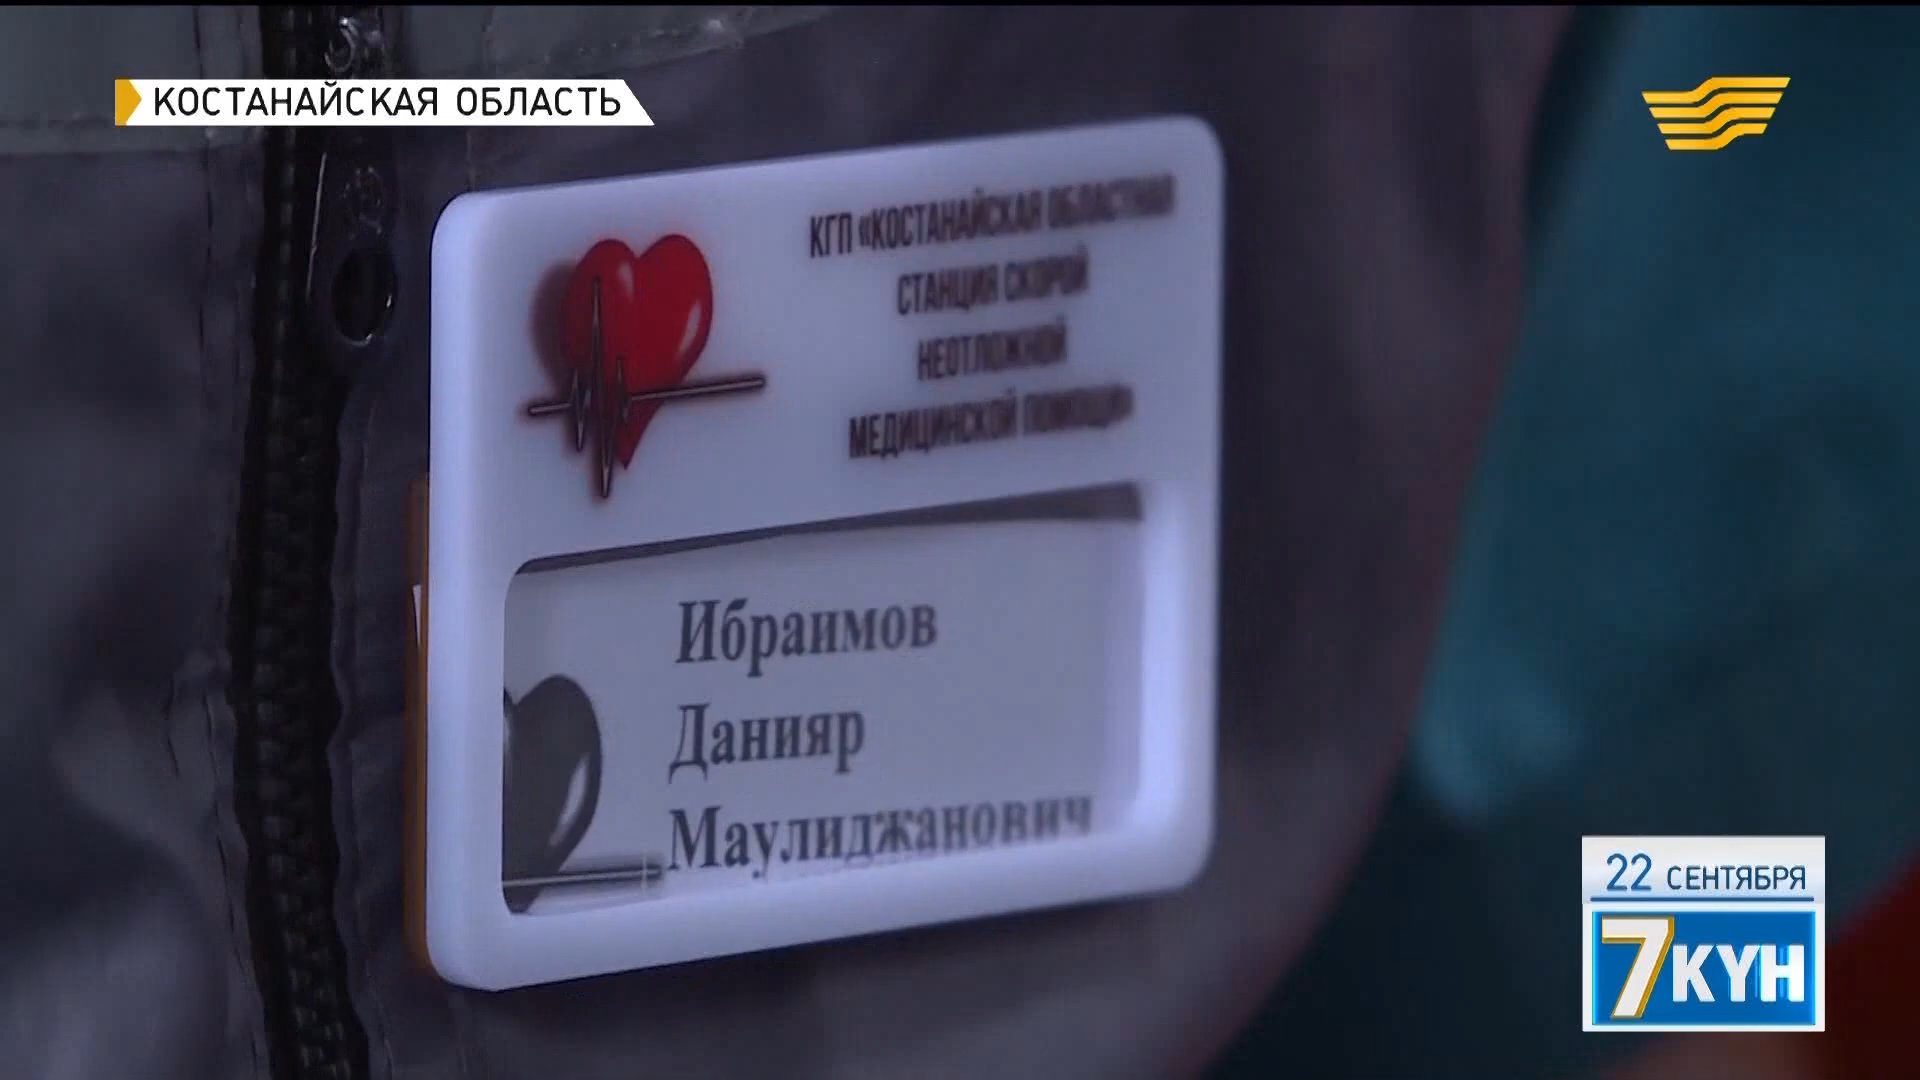 КОСТАНАЙСКАЯ ОБЛАСТЬ
КГП «КОСТАНАЙСКАЯ ОБЛАСТНАЯ
СТАНЦИЯ СКОРОЙ
НЕОТЛОЖНОЙ
МЕДИЦИНСКОЙ ПОМОЩИ»
Ибраимов
Данияр
Маулиджанович
22 СЕНТЯБРЯ
7КҮН